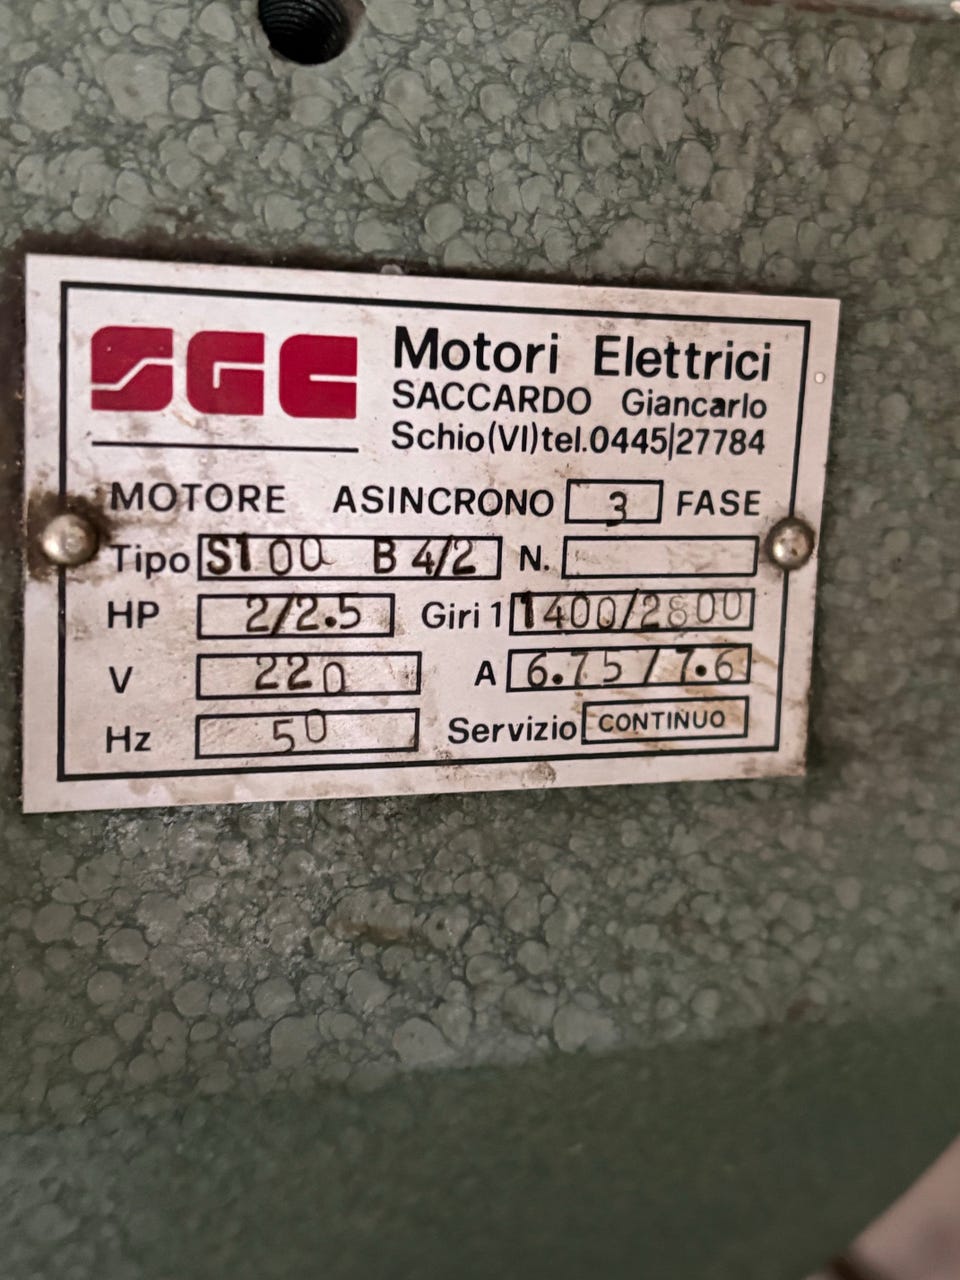 SGC
Motori Elettrici
SACCARDO Giancarlo
Schio(VI)tel.0445|27784
MOTORE ASINCRONO 3 FASE
Tipo S100 B 4/2 N.
HP 2/2.5 Giri 1 1400/2800
V 220 A 6.75/7.6
Hz 50 Servizio CONTINUO